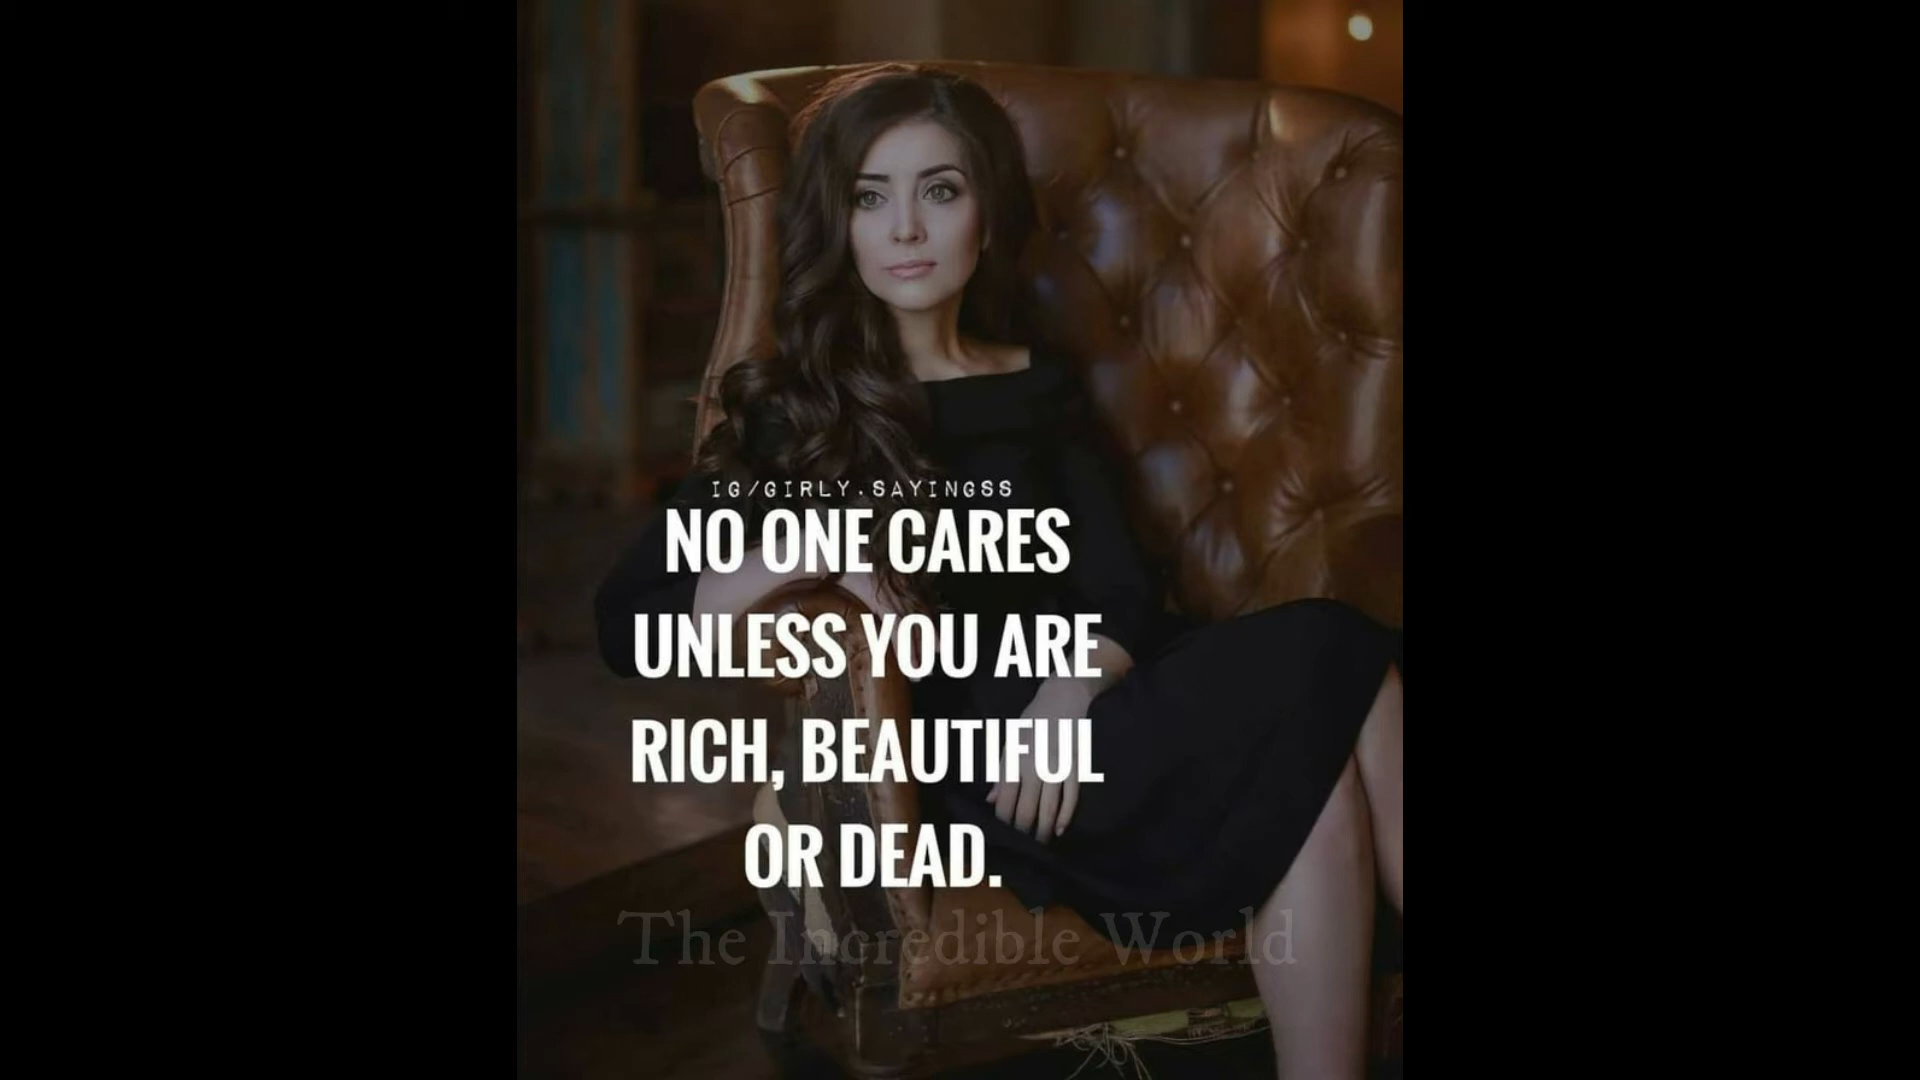 IG/GIRLY.SAYINGSS
NO ONE CARES
UNLESS YOU ARE
RICH, BEAUTIFUL
OR DEAD.
The Incredible World